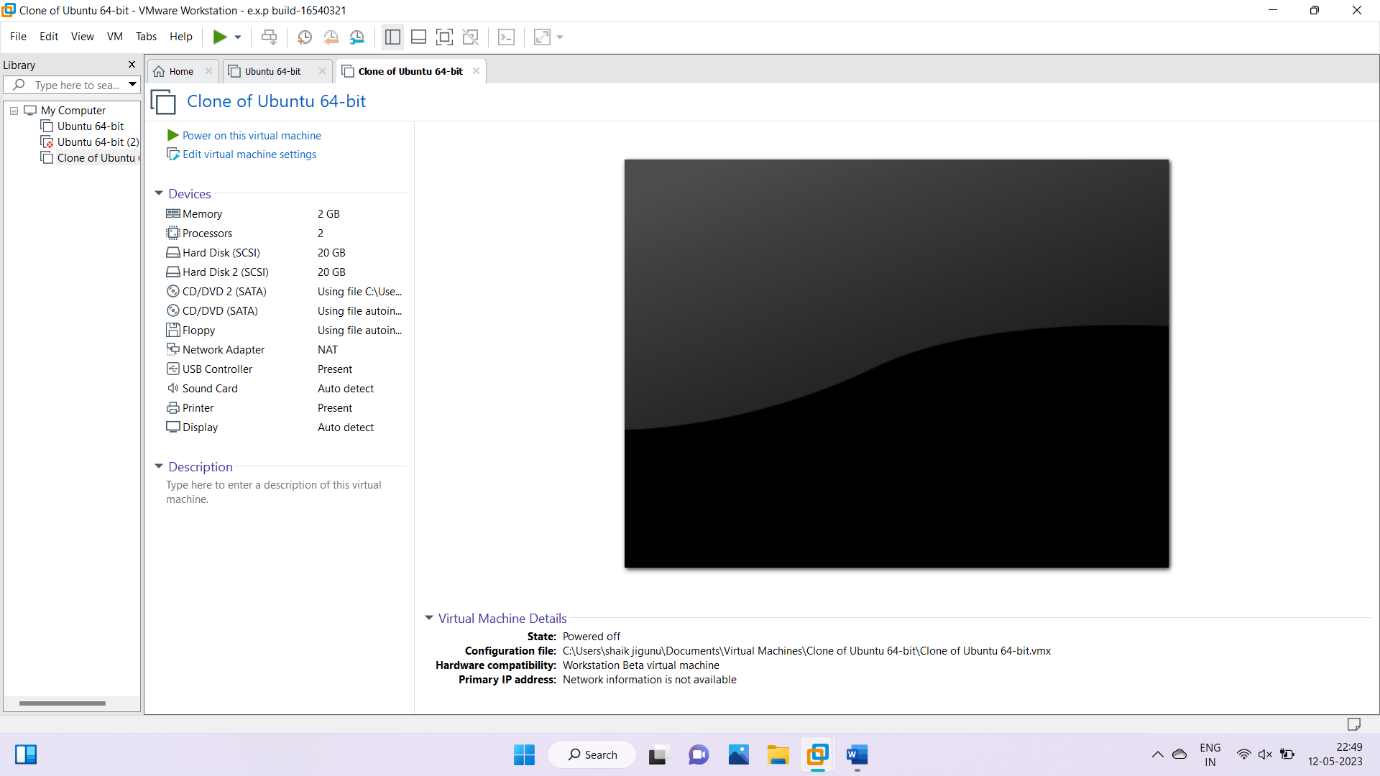 Clone of Ubuntu 64-bit - VMware Workstation - e.x.p build-16540321
File Edit View VM Tabs Help
Library
Type here to sea...
Home
Ubuntu 64-bit
Clone of Ubuntu 64-bit
My Computer
Ubuntu 64-bit
Ubuntu 64-bit (2)
Clone of Ubuntu
Clone of Ubuntu 64-bit
Power on this virtual machine
Edit virtual machine settings
Devices
Memory 2 GB
Processors 2
Hard Disk (SCSI) 20 GB
Hard Disk 2 (SCSI) 20 GB
CD/DVD 2 (SATA) Using file C:\Use...
CD/DVD (SATA) Using file autoin...
Floppy Using file autoin...
Network Adapter NAT
USB Controller Present
Sound Card Auto detect
Printer Present
Display Auto detect
Description
Type here to enter a description of this virtual
machine.
Virtual Machine Details
State: Powered off
Configuration file: C:\Users\shaik jigunu\Documents\Virtual Machines\Clone of Ubuntu 64-bit\Clone of Ubuntu 64-bit.vmx
Hardware compatibility: Workstation Beta virtual machine
Primary IP address: Network information is not available
Search
ENG
IN
22:49
12-05-2023